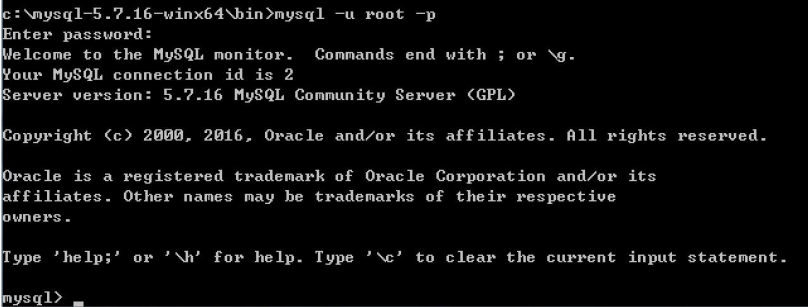 c:\mysql-5.7.16-winx64\bin>mysql -u root -p
Enter password:
Welcome to the MySQL monitor.  Commands end with ; or \g.
Your MySQL connection id is 2
Server version: 5.7.16 MySQL Community Server (GPL)
Copyright (c) 2000, 2016, Oracle and/or its affiliates. All rights reserved.
Oracle is a registered trademark of Oracle Corporation and/or its
affiliates. Other names may be trademarks of their respective
owners.
Type 'help;' or '\h' for help. Type '\c' to clear the current input statement.
mysql> _